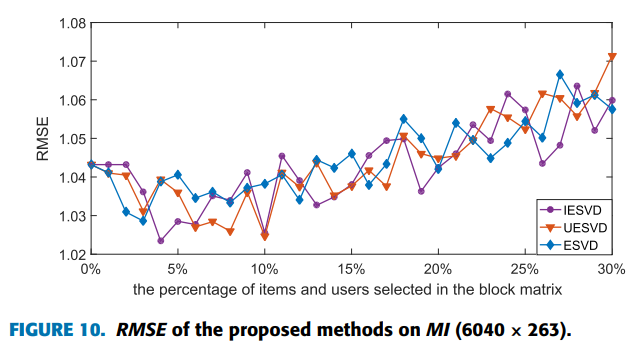 1.08
1.07
1.06
1.05
1.04
1.03
1.02
RMSE
IESVD
UESVD
ESVD
0% 5% 10% 15% 20% 25% 30%
the percentage of items and users selected in the block matrix
FIGURE 10. RMSE of the proposed methods on MI (6040 × 263).